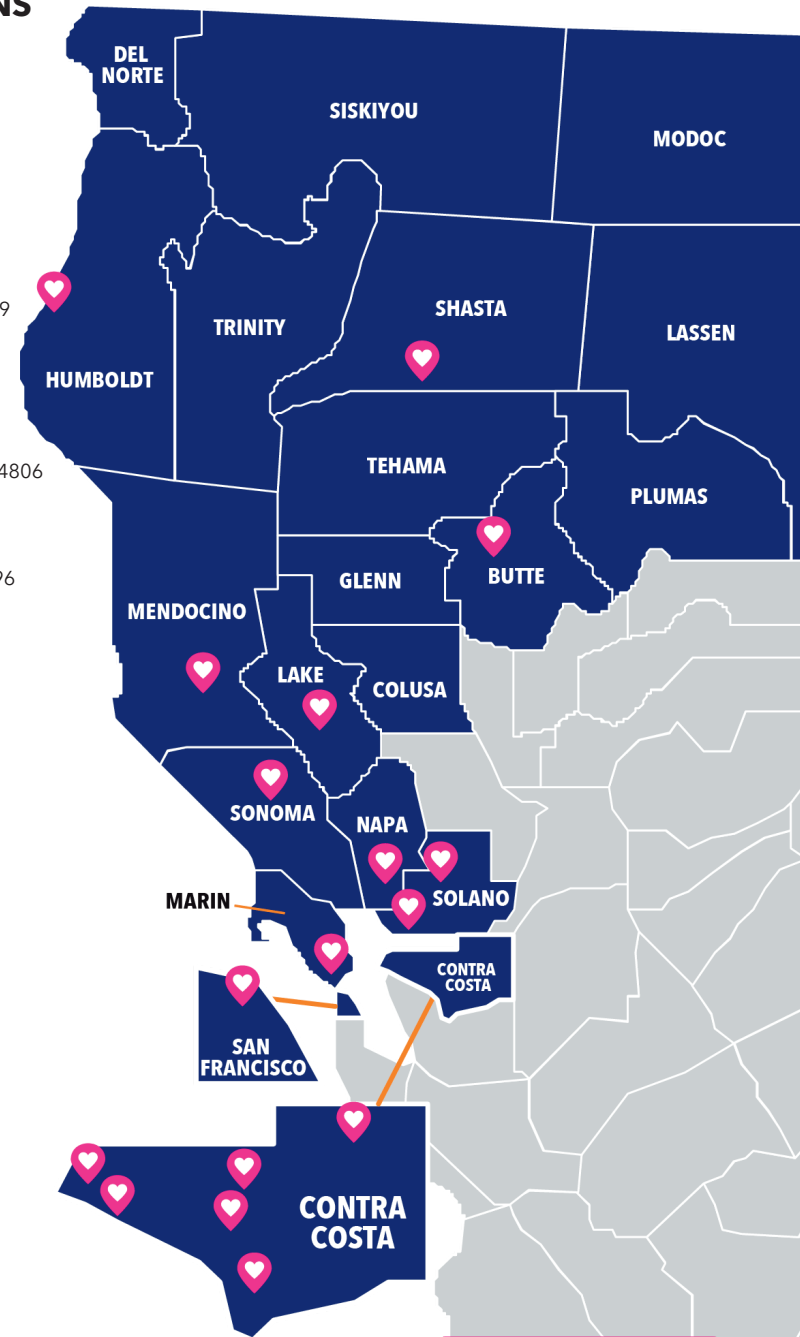 NS
DEL
NORTE
SISKIYOU
MODOC
9
SHASTA
TRINITY
LASSEN
HUMBOLDT
4806
TEHAMA
PLUMAS
96
GLENN
BUTTE
MENDOCINO
LAKE
COLUSA
SONOMA
NAPA
MARIN
SOLANO
CONTRA
COSTA
SAN
FRANCISCO
CONTRA
COSTA